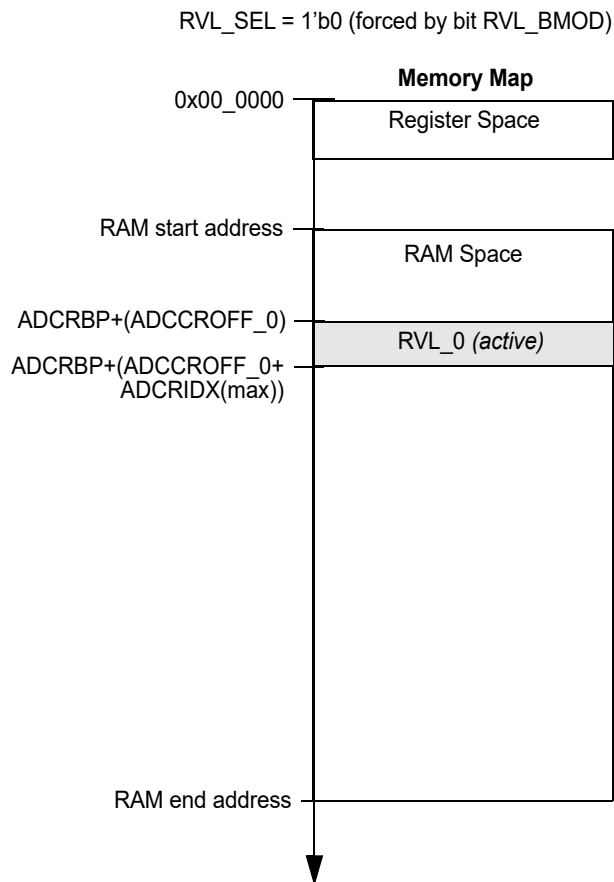 RVL_SEL = 1'b0 (forced by bit RVL_BMOD)
Memory Map
0x00_0000
Register Space
RAM start address
RAM Space
ADCRBP+(ADCCROFF_0)
RVL_0 (active)
ADCRBP+(ADCCROFF_0+
ADCRIDX(max))
RAM end address